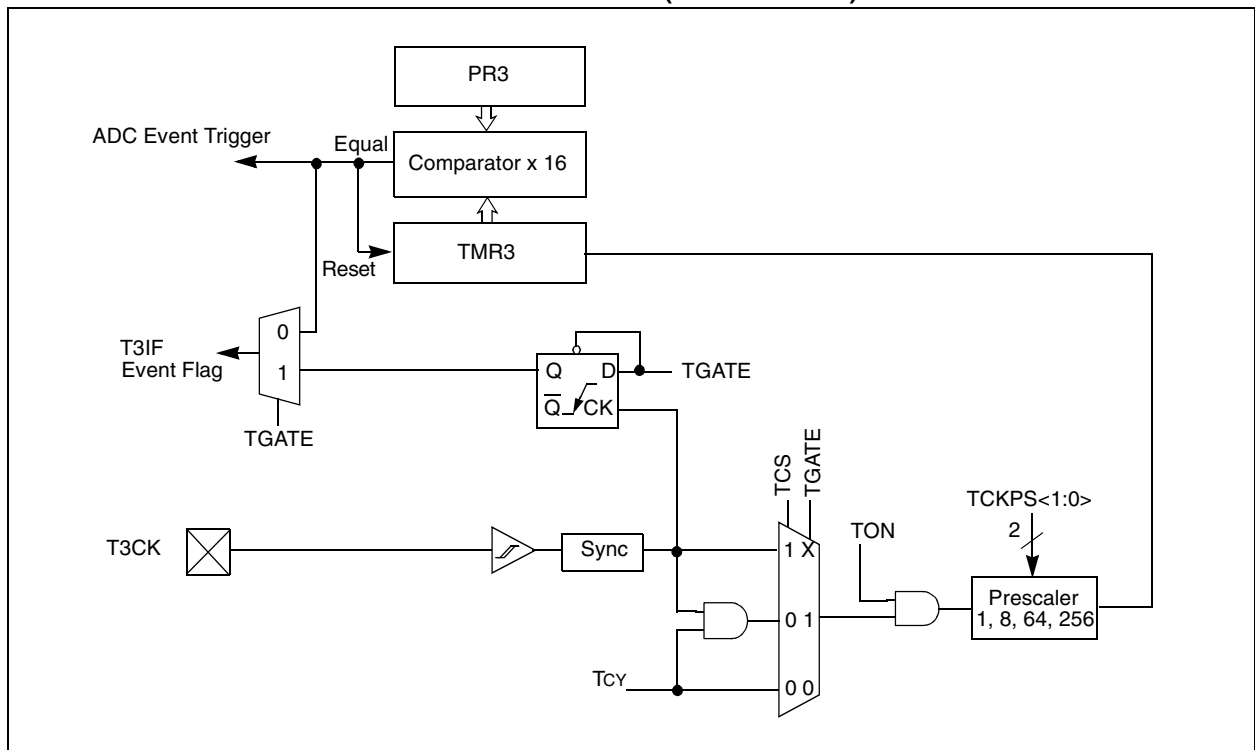 PR3
ADC Event Trigger
Equal
Comparator x 16
TMR3
Reset
0
T3IF
Event Flag
1
Q
D
TGATE
Q
CK
TGATE
TCS
TGATE
TCKPS<1:0>
2
TON
T3CK
Sync
1 X
Prescaler
1, 8, 64, 256
0 1
TCY
0 0